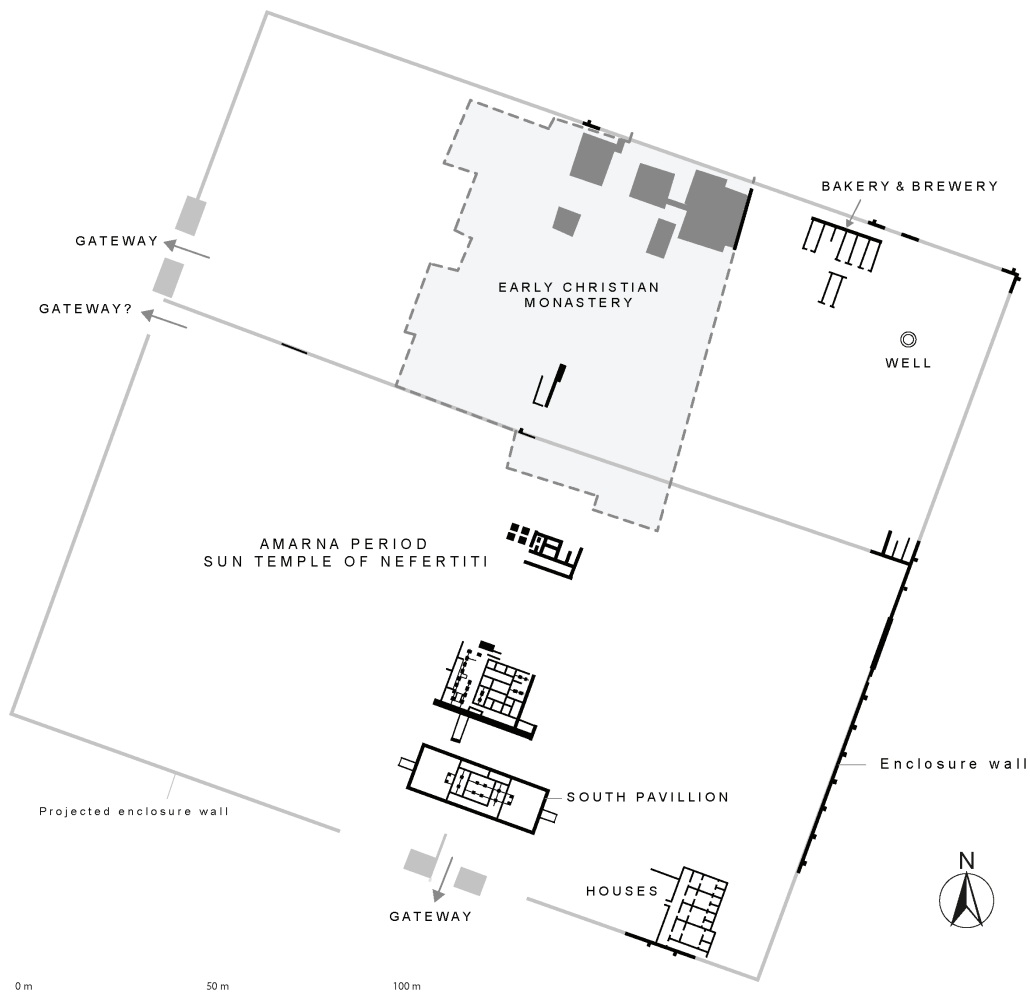 BAKERY & BREWERY
GATEWAY
GATEWAY?
EARLY CHRISTIAN
MONASTERY
WELL
AMARNA PERIOD
SUN TEMPLE OF NEFERTITI
Enclosure wall
SOUTH PAVILLION
Projected enclosure wall
N
HOUSES
GATEWAY
0 m 50 m 100 m